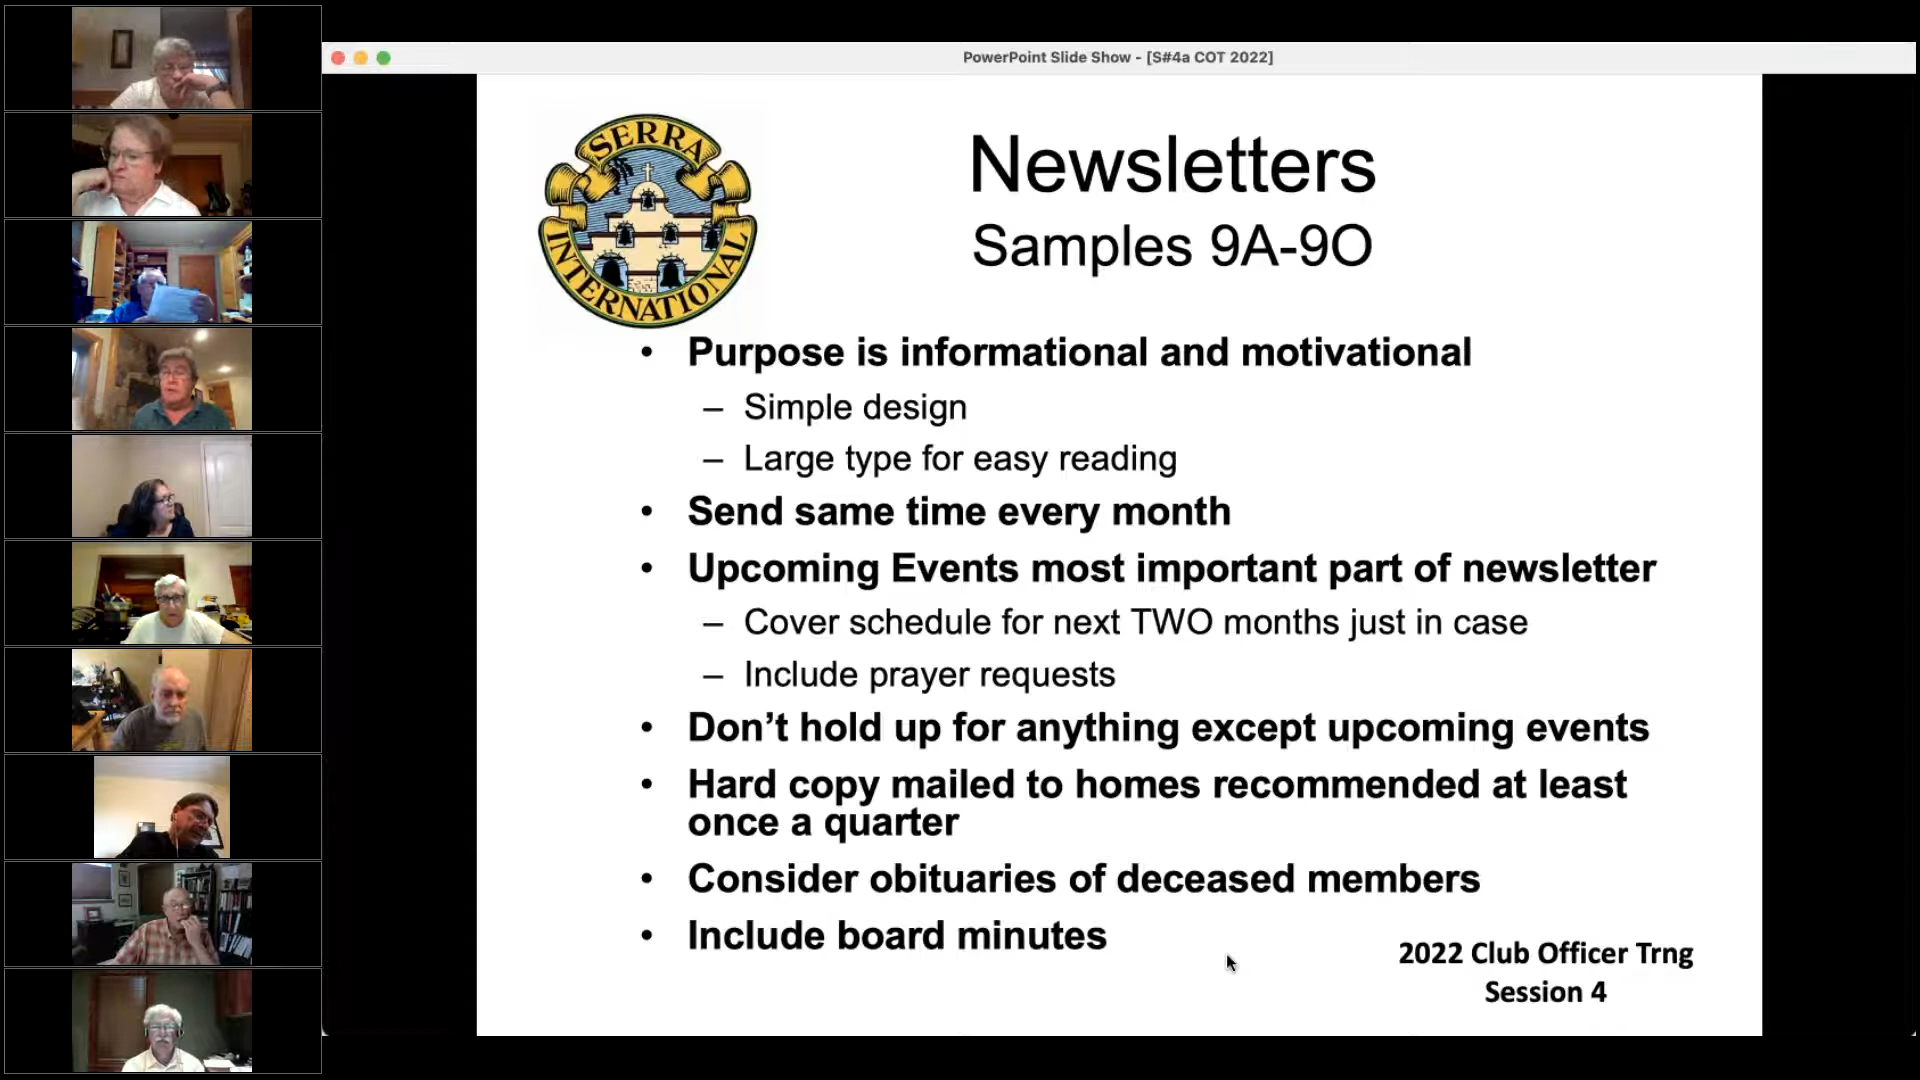 PowerPoint Slide Show - [S#4a COT 2022]
SERRA
INTERNATIONAL
Newsletters
Samples 9A-9O
• Purpose is informational and motivational
– Simple design
– Large type for easy reading
• Send same time every month
• Upcoming Events most important part of newsletter
– Cover schedule for next TWO months just in case
– Include prayer requests
• Don’t hold up for anything except upcoming events
• Hard copy mailed to homes recommended at least
once a quarter
• Consider obituaries of deceased members
• Include board minutes
2022 Club Officer Trng
Session 4